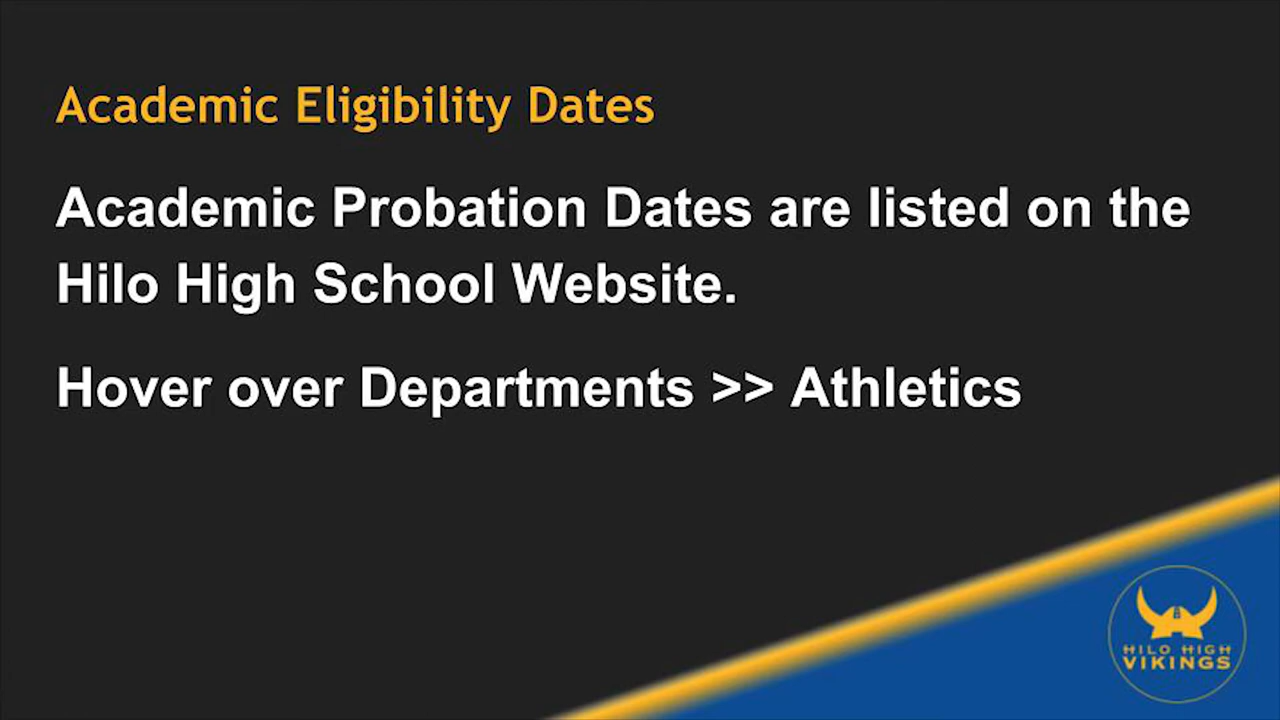 Academic Eligibility Dates
Academic Probation Dates are listed on the
Hilo High School Website.
Hover over Departments >> Athletics
HILO HIGH
VIKINGS